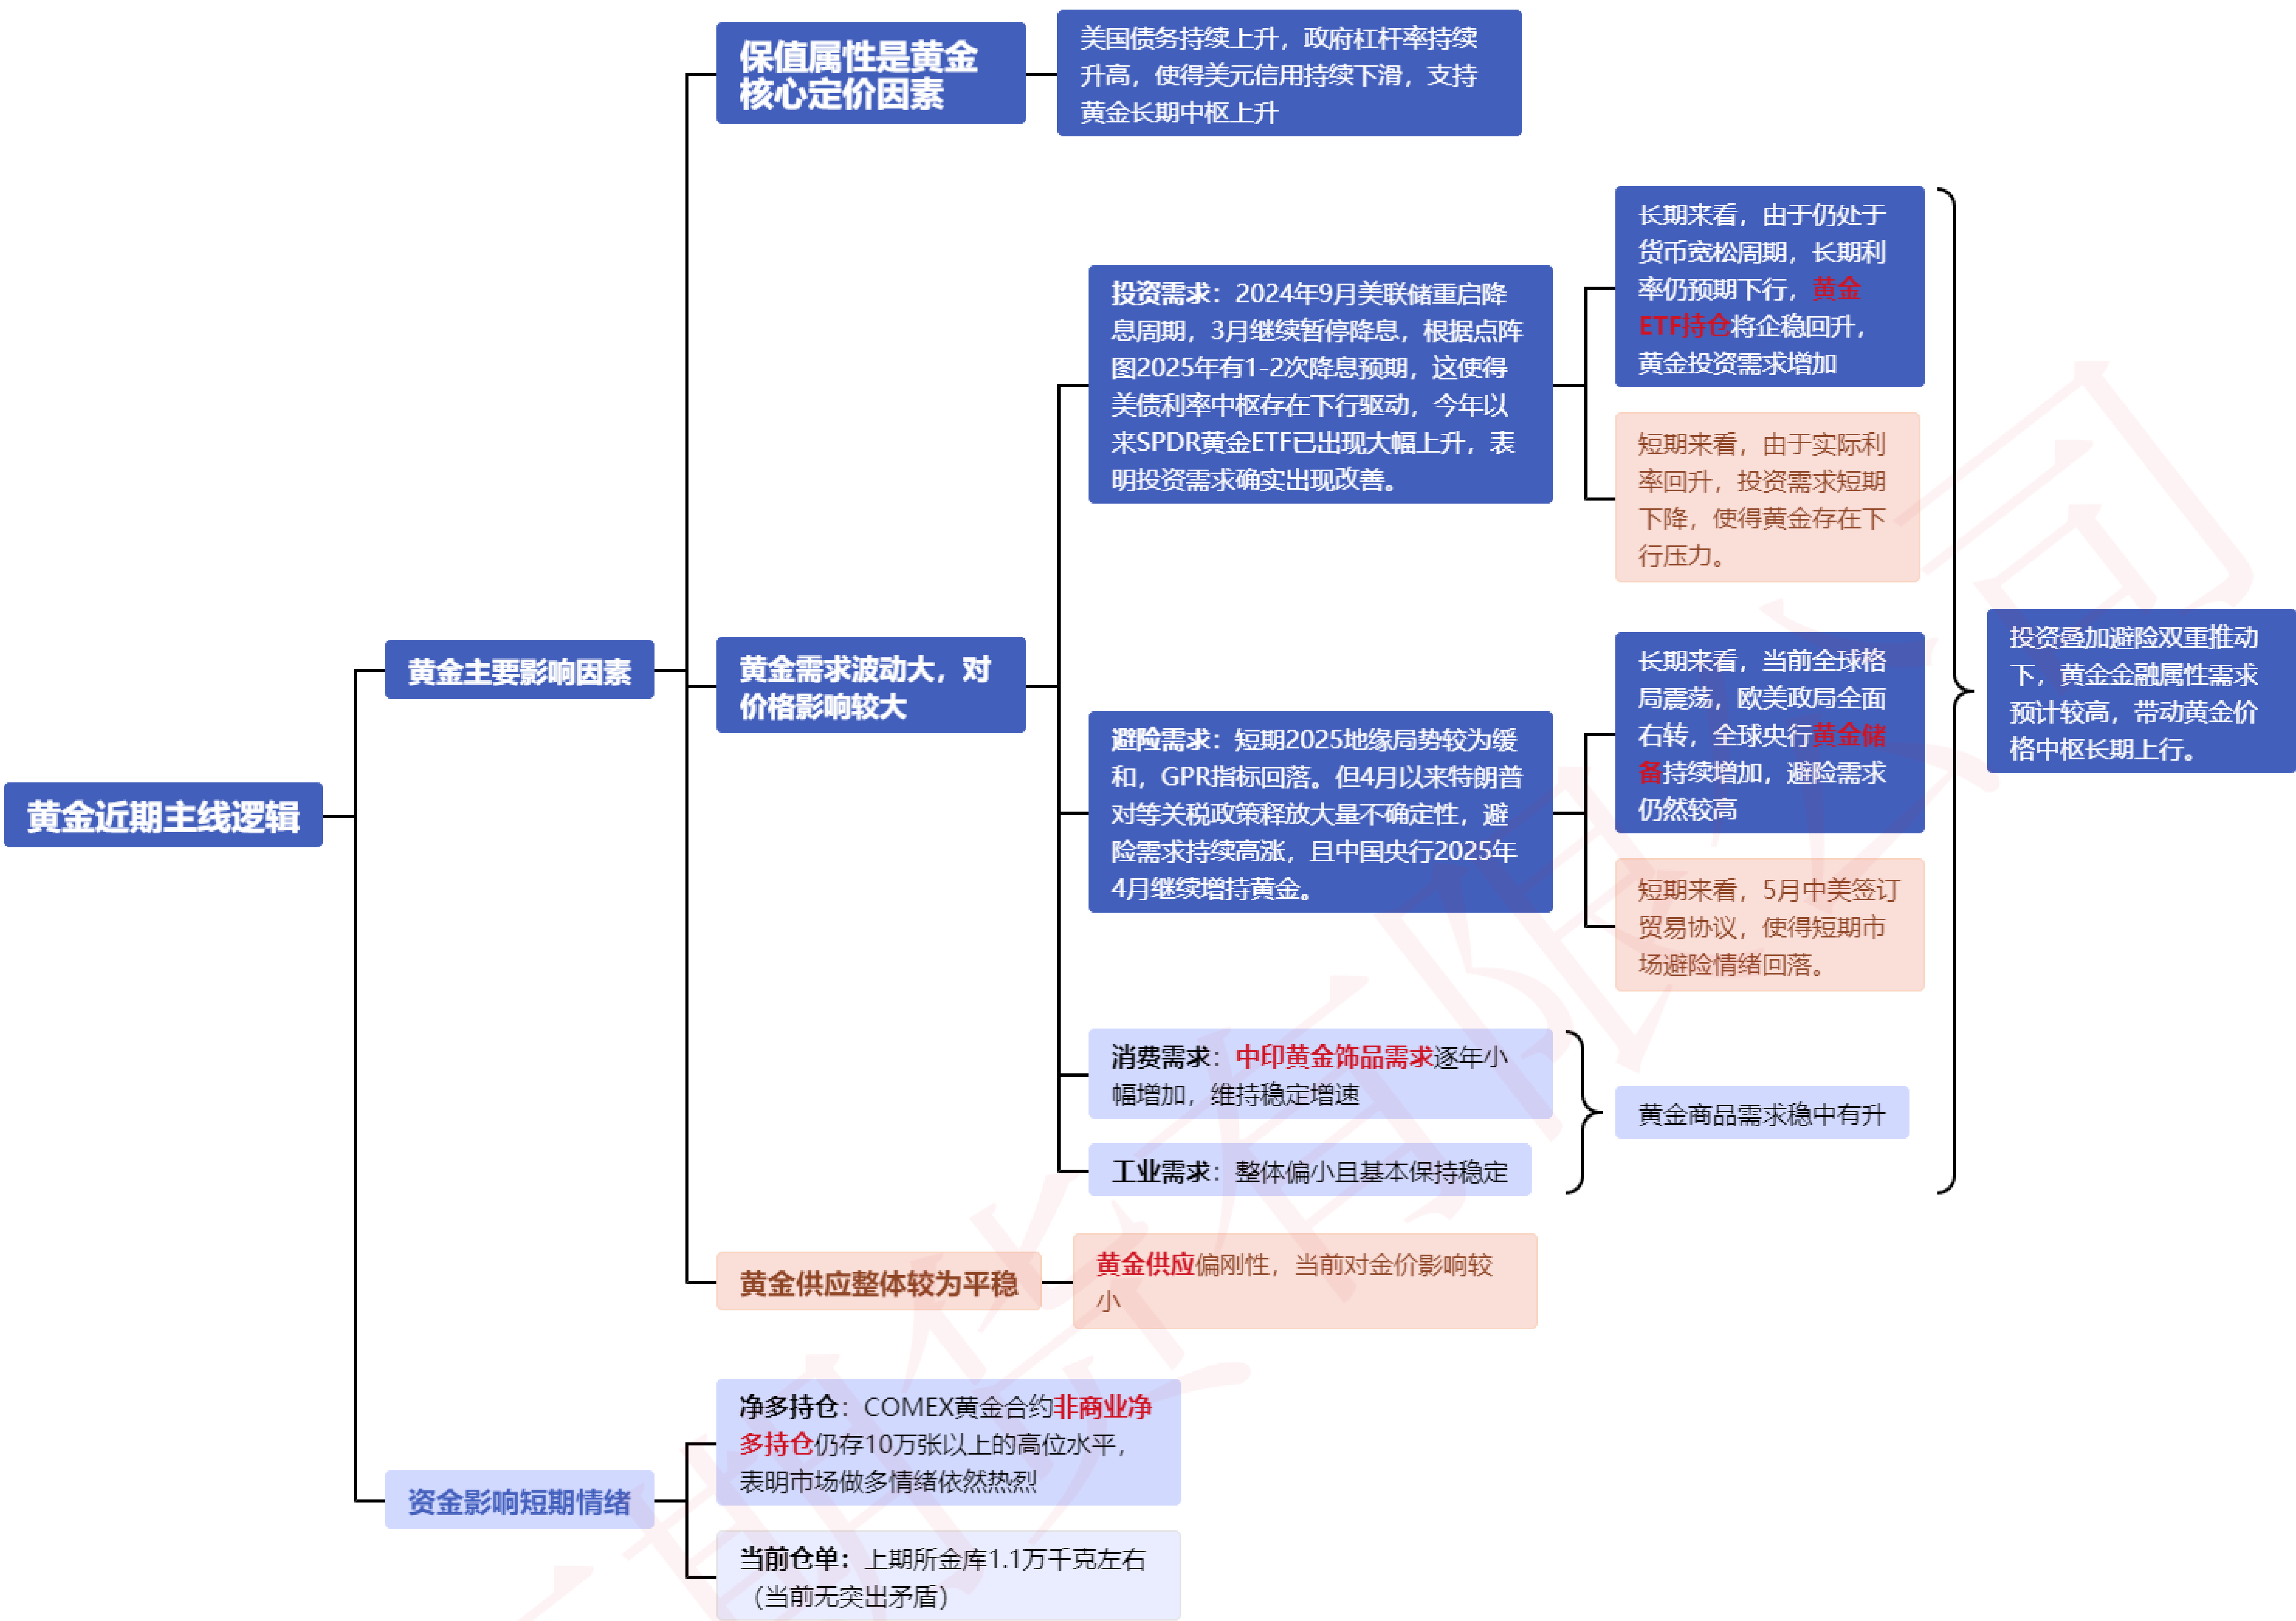 黄金近期主线逻辑
黄金主要影响因素
保值属性是黄金
核心定价因素
美国债务持续上升，政府杠杆率持续
升高，使得美元信用持续下滑，支持
黄金长期中枢上升
黄金需求波动大，对
价格影响较大
投资需求：2024年9月美联储重启降
息周期，3月继续暂停降息，根据点阵
图2025年有1-2次降息预期，这使得
美债利率中枢存在下行驱动，今年以
来SPDR黄金ETF已出现大幅上升，表
明投资需求确实出现改善。
长期来看，由于仍处于
货币宽松周期，长期利
率仍预期下行，黄金
ETF持仓将企稳回升，
黄金投资需求增加
短期来看，由于实际利
率回升，投资需求短期
下降，使得黄金存在下
行压力。
避险需求：短期2025地缘局势较为缓
和，GPR指标回落。但4月以来特朗普
对等关税政策释放大量不确定性，避
险需求持续高涨，且中国央行2025年
4月继续增持黄金。
长期来看，当前全球格
局震荡，欧美政局全面
右转，全球央行黄金储
备持续增加，避险需求
仍然较高
短期来看，5月中美签订
贸易协议，使得短期市
场避险情绪回落。
消费需求：中印黄金饰品需求逐年小
幅增加，维持稳定增速
工业需求：整体偏小且基本保持稳定
黄金商品需求稳中有升
投资叠加避险双重推动
下，黄金金融属性需求
预计较高，带动黄金价
格中枢长期上行。
黄金供应整体较为平稳
黄金供应偏刚性，当前对金价影响较
小
资金影响短期情绪
净多持仓：COMEX黄金合约非商业净
多持仓仍存10万张以上的高位水平，
表明市场做多情绪依然热烈
当前仓单：上期所金库1.1万千克左右
（当前无突出矛盾）
期货有限公司